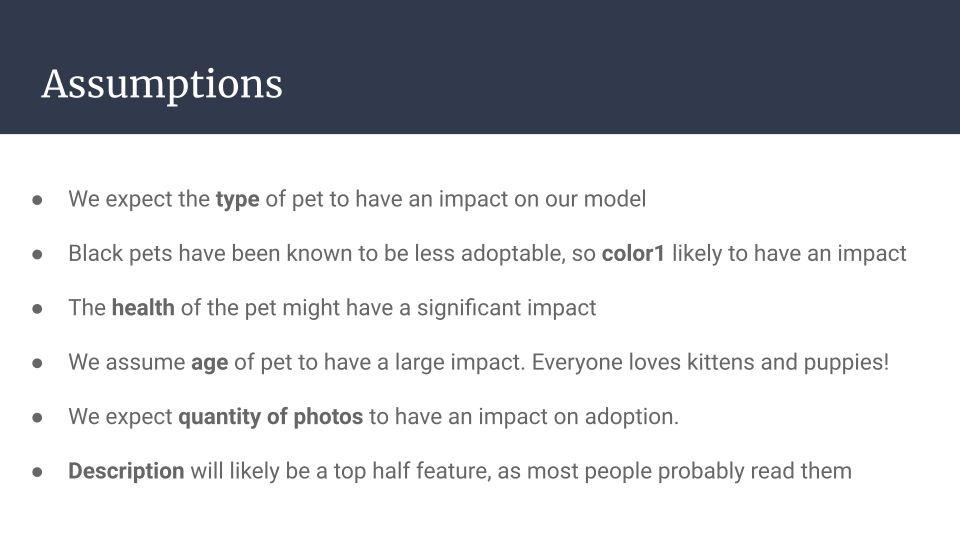 Assumptions
● We expect the type of pet to have an impact on our model
● Black pets have been known to be less adoptable, so color1 likely to have an impact
● The health of the pet might have a significant impact
● We assume age of pet to have a large impact. Everyone loves kittens and puppies!
● We expect quantity of photos to have an impact on adoption.
● Description will likely be a top half feature, as most people probably read them